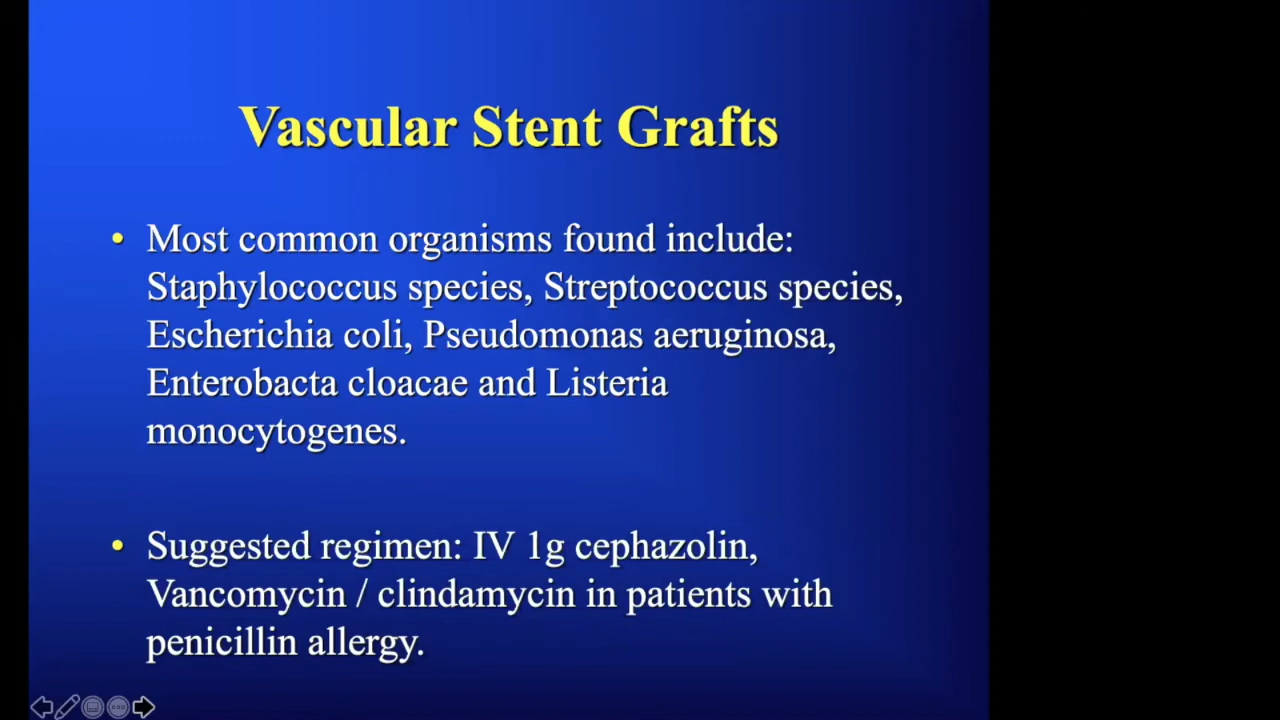 Vascular Stent Grafts
• Most common organisms found include:
Staphylococcus species, Streptococcus species,
Escherichia coli, Pseudomonas aeruginosa,
Enterobacta cloacae and Listeria
monocytogenes.
• Suggested regimen: IV 1g cephazolin,
Vancomycin / clindamycin in patients with
penicillin allergy.